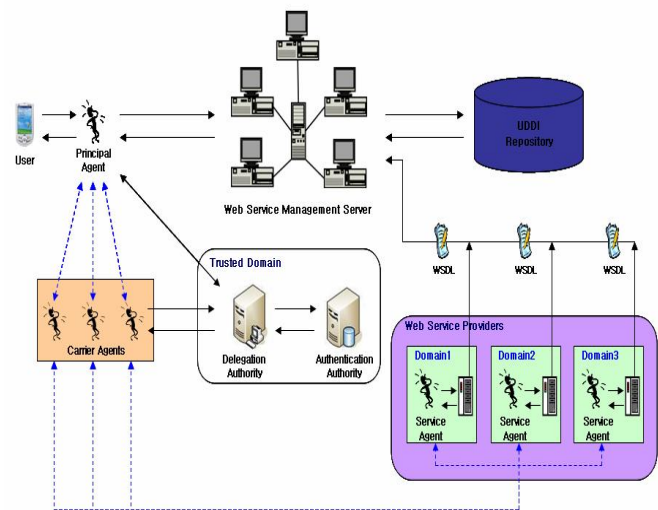 User
Principal
Agent
Web Service Management Server
UDDI
Repository
WSDL
WSDL
WSDL
Trusted Domain
Delegation
Authority
Authentication
Authority
Carrier Agents
Web Service Providers
Domain1
Service
Agent
Domain2
Service
Agent
Domain3
Service
Agent